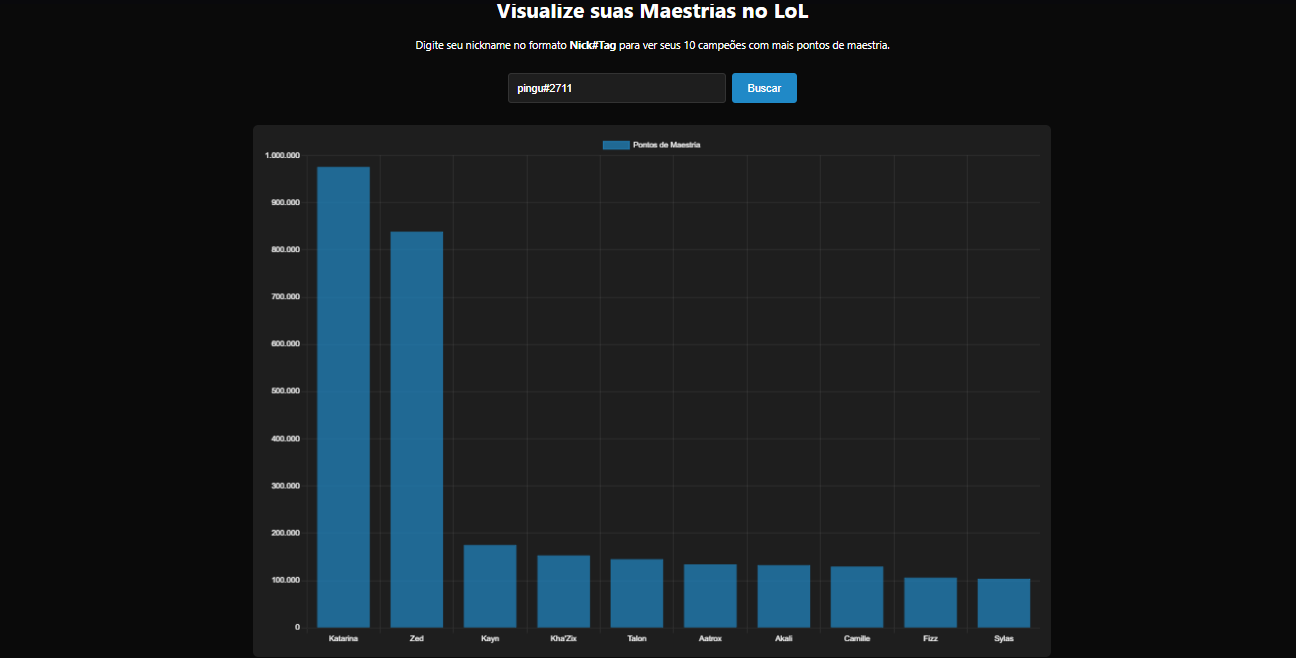 Visualize suas Maestrias no LoL
Digite seu nickname no formato Nick#Tag para ver seus 10 campeões com mais pontos de maestria.
pingu#2711 Buscar
Pontos de Maestria
1.000.000
900.000
800.000
700.000
600.000
500.000
400.000
300.000
200.000
100.000
0
Katarina Zed Kayn Kha'Zix Talon Aatrox Akali Camille Fizz Sylas